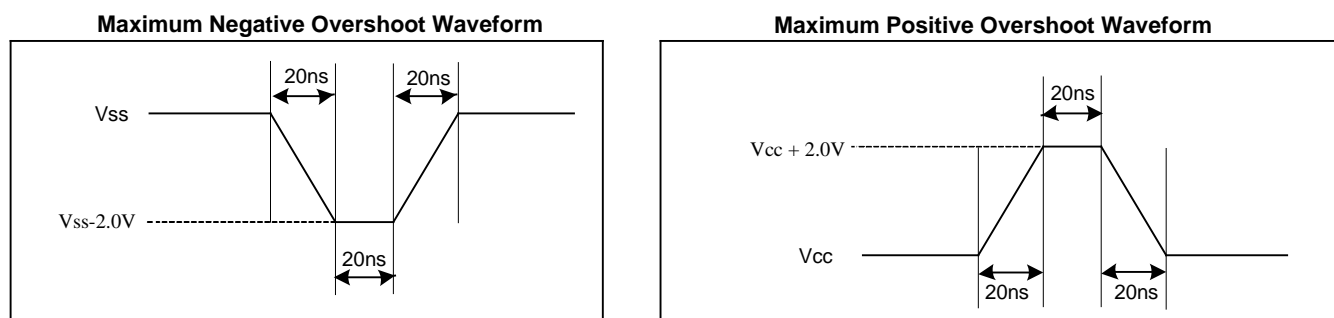 Maximum Negative Overshoot Waveform
20ns
20ns
Vss
Vss-2.0V
20ns
Maximum Positive Overshoot Waveform
20ns
Vcc + 2.0V
Vcc
20ns
20ns